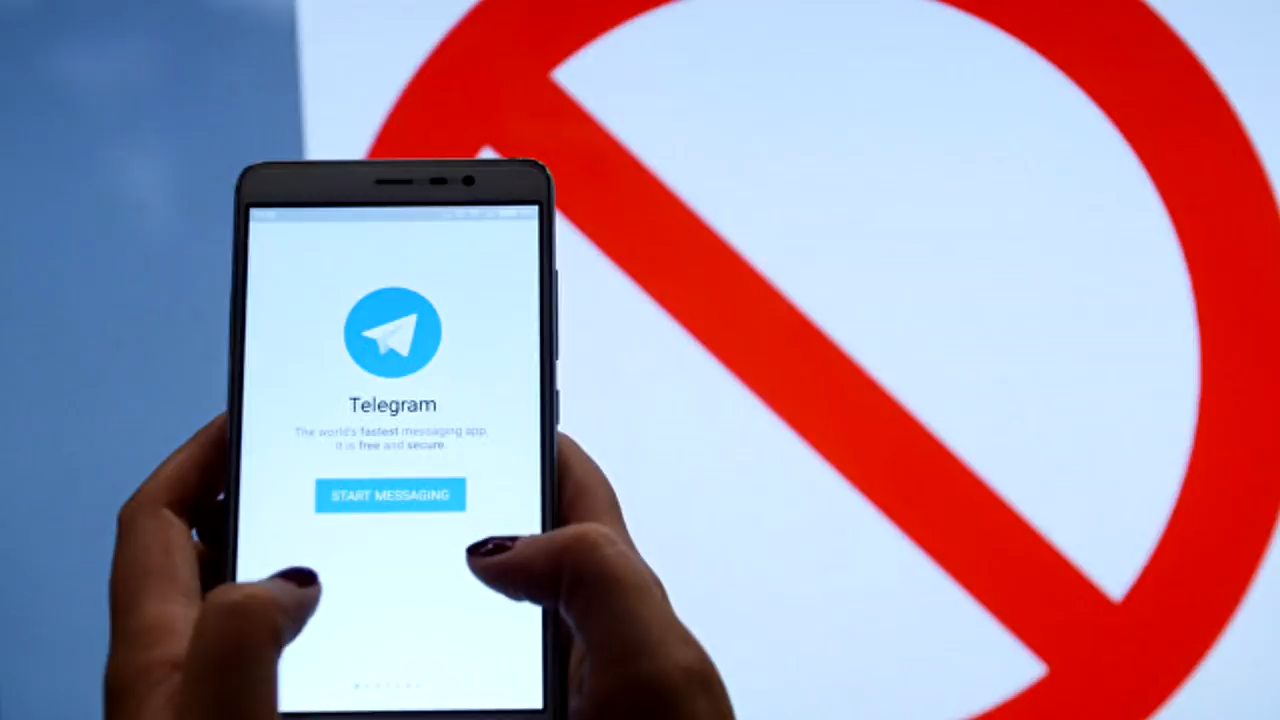 Telegram
The world's fastest messaging app.
It is free and secure.
START MESSAGING